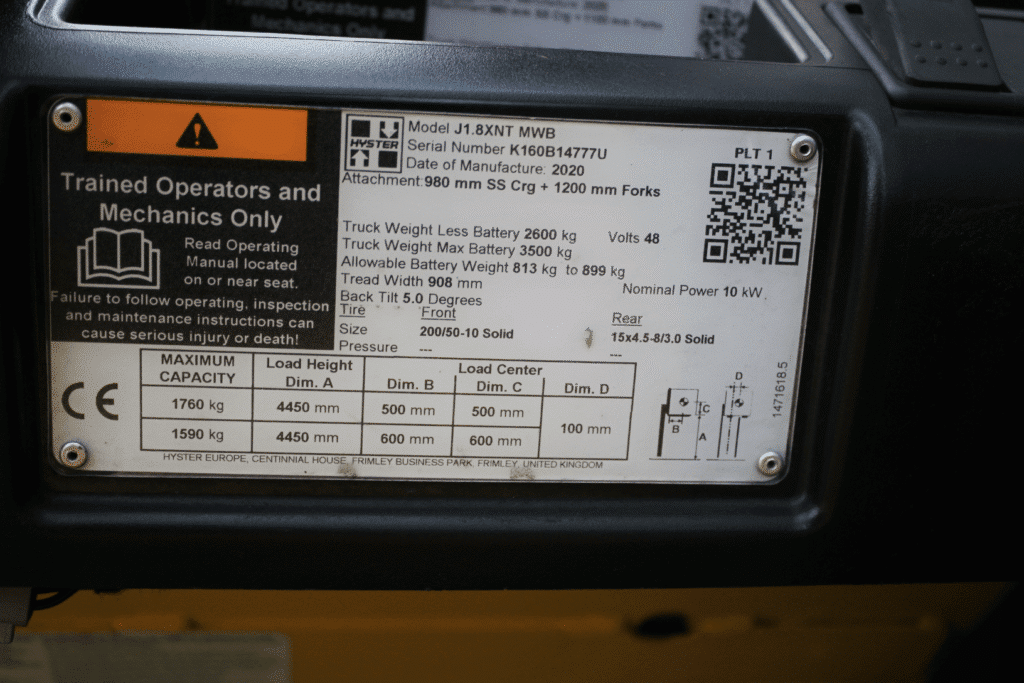 Trained Operators and
Mechanics Only
Read Operating
Manual located
on or near seat.
Failure to follow operating, inspection
and maintenance instructions can
cause serious injury or death!
HYSTER
Model J1.8XNT MWB
Serial Number K160B14777U
Date of Manufacture: 2020
Attachment: 980 mm SS Crg + 1200 mm Forks
PLT 1
Truck Weight Less Battery 2600 kg Volts 48
Truck Weight Max Battery 3500 kg
Allowable Battery Weight 813 kg to 899 kg
Tread Width 908 mm Nominal Power 10 kW
Back Tilt 5.0 Degrees
Tire Front Rear
Size 200/50-10 Solid 15x4.5-8/3.0 Solid
Pressure --- ---
MAXIMUM CAPACITY Load Height Dim. A Load Center Dim. B Dim. C Dim. D
1760 kg 4450 mm 500 mm 500 mm 100 mm
1590 kg 4450 mm 600 mm 600 mm
CE
D
C
B
A
1471618.5
HYSTER EUROPE, CENTINNIAL HOUSE, FRIMLEY BUSINESS PARK, FRIMLEY, UNITED KINGDOM